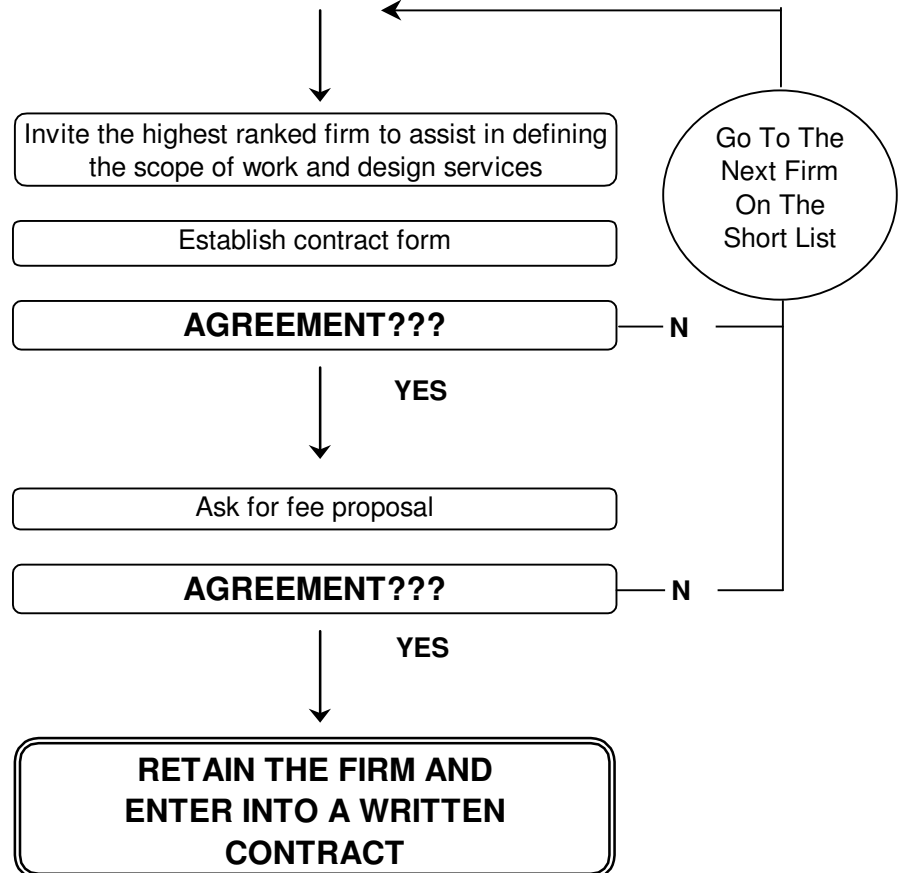 Invite the highest ranked firm to assist in defining
the scope of work and design services
Go To The
Next Firm
On The
Short List
Establish contract form
AGREEMENT???
N
YES
Ask for fee proposal
AGREEMENT???
N
YES
RETAIN THE FIRM AND
ENTER INTO A WRITTEN
CONTRACT